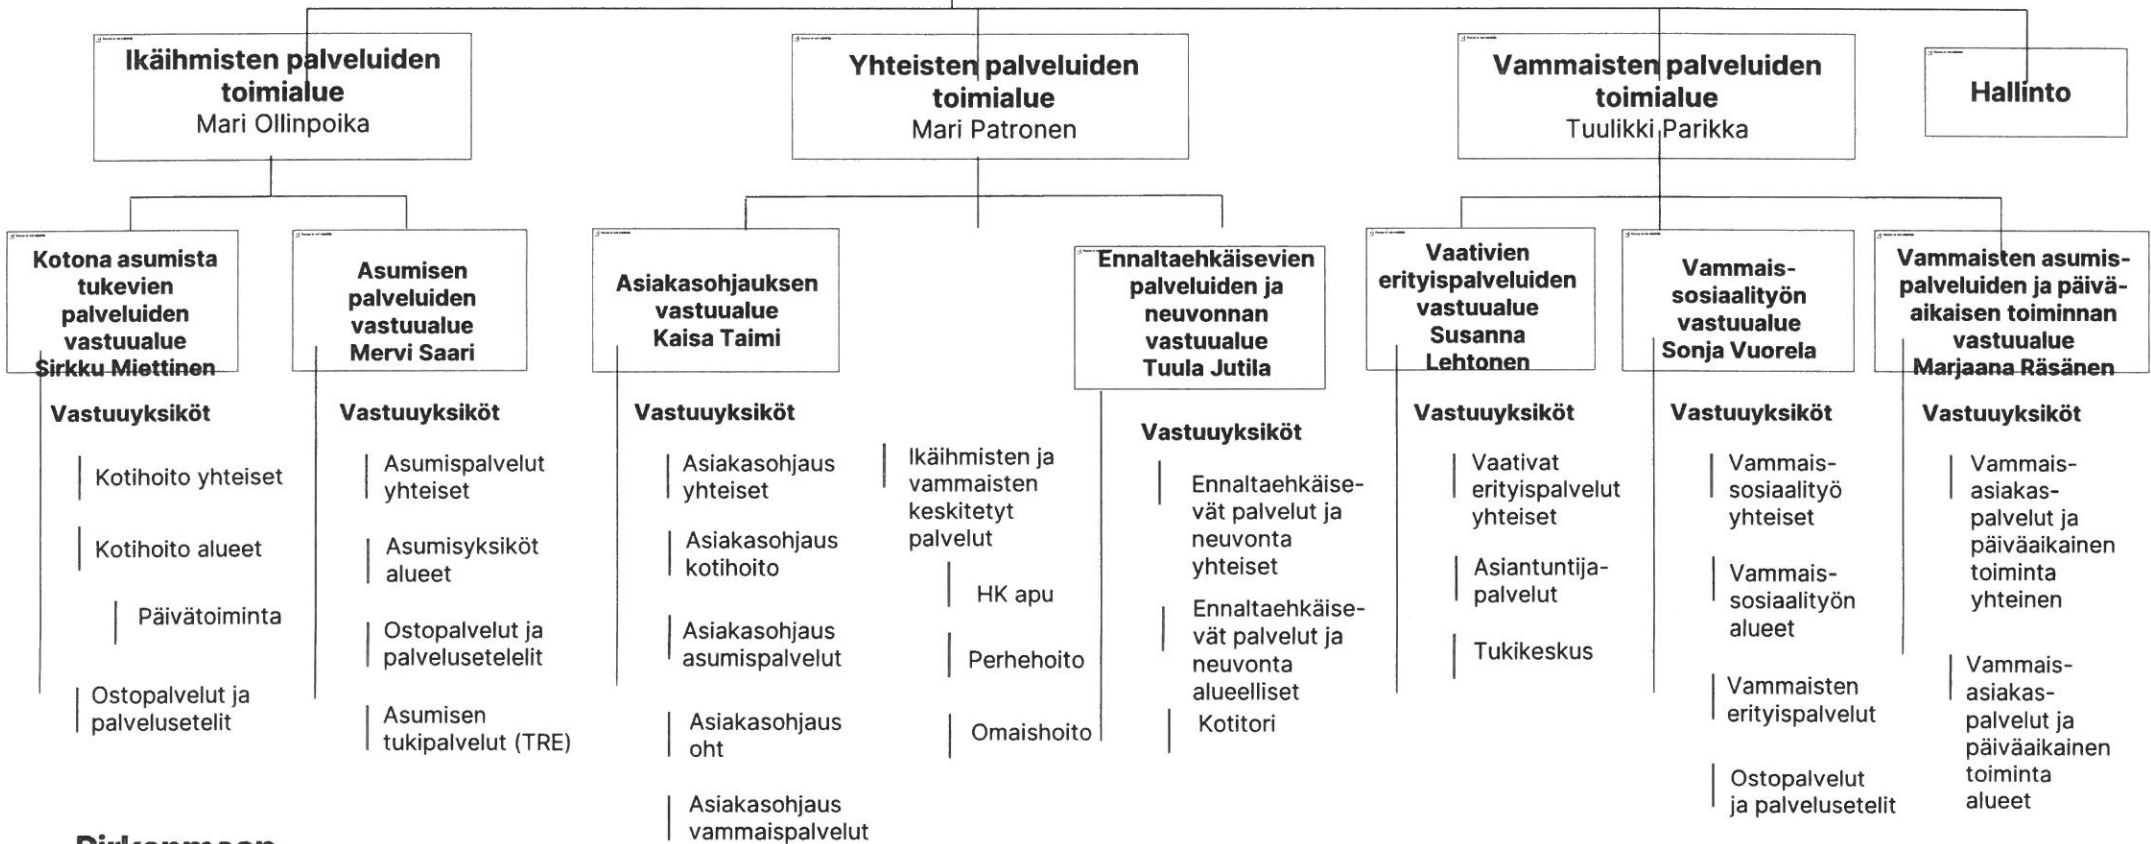 Ikäihmisten palveluiden
toimialue
Mari Ollinpoika
Yhteisten palveluiden
toimialue
Mari Patronen
Vammaisten palveluiden
toimialue
Tuulikki Parikka
Hallinto
Kotona asumista
tukevien
palveluiden
vastuualue
Sirkku Miettinen
Vastuuyksiköt
Kotihoito yhteiset
Kotihoito alueet
Päivätoiminta
Ostopalvelut ja
palvelusetelit
Asumisen
palveluiden
vastuualue
Mervi Saari
Vastuuyksiköt
Asumispalvelut
yhteiset
Asumisyksiköt
alueet
Ostopalvelut ja
palvelusetelelit
Asumisen
tukipalvelut (TRE)
Asiakasohjauksen
vastuualue
Kaisa Taimi
Vastuuyksiköt
Asiakasohjaus
yhteiset
Asiakasohjaus
kotihoito
Asiakasohjaus
asumispalvelut
Asiakasohjaus
oht
Asiakasohjaus
vammaispalvelut
Ikäihmisten ja
vammaisten
keskitetyt
palvelut
HK apu
Perhehoito
Omaishoito
Ennaltaehkäisevien
palveluiden ja
neuvonnan
vastuualue
Tuula Jutila
Vastuuyksiköt
Ennaltaehkäise-
vät palvelut ja
neuvonta
yhteiset
Ennaltaehkäise-
vät palvelut ja
neuvonta
alueelliset
Kotitori
Vaativien
erityispalveluiden
vastuualue
Susanna
Lehtonen
Vastuuyksiköt
Vaativat
erityispalvelut
yhteiset
Asiantuntija-
palvelut
Tukikeskus
Vammais-
sosiaalityön
vastuualue
Sonja Vuorela
Vastuuyksiköt
Vammais-
sosiaalityö
yhteiset
Vammais-
sosiaalityön
alueet
Vammaisten
erityispalvelut
Ostopalvelut
ja palvelusetelit
Vammaisten asumis-
palveluiden ja päivä-
aikaisen toiminnan
vastuualue
Marjaana Räsänen
Vastuuyksiköt
Vammais-
asiakas-
palvelut ja
päiväaikainen
toiminta
yhteinen
Vammais-
asiakas-
palvelut ja
päiväaikainen
toiminta
alueet
Pirkanmaan